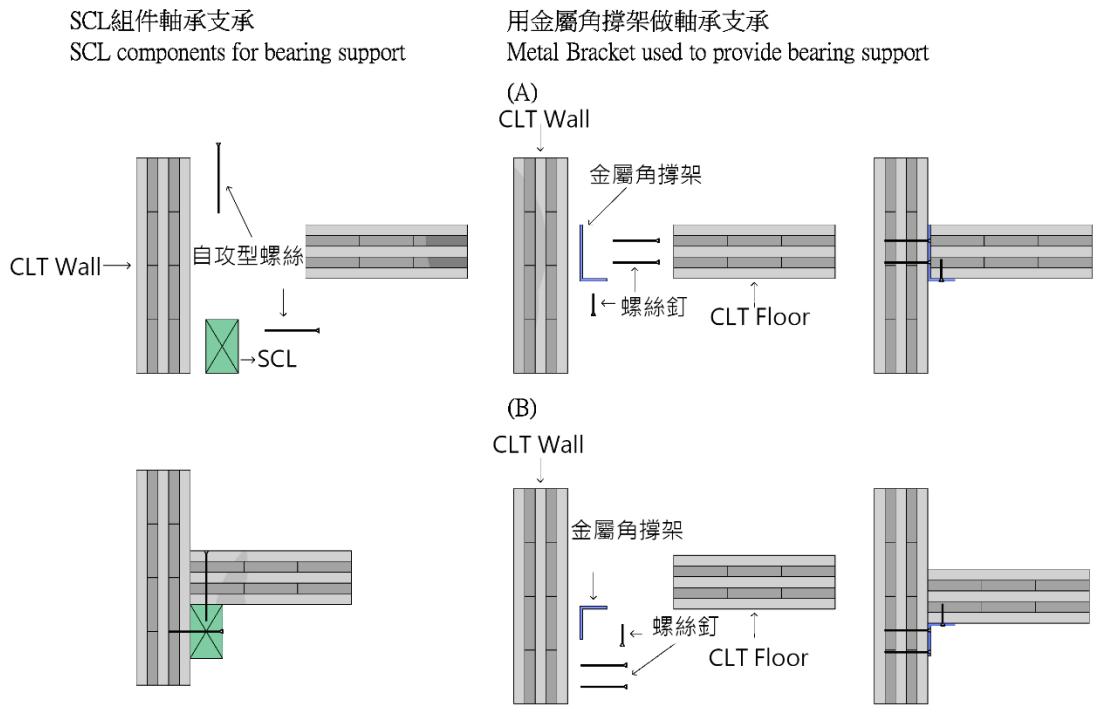 SCL組件軸承支承
SCL components for bearing support
自攻型螺絲
CLT Wall
SCL
用金屬角撐架做軸承支承
Metal Bracket used to provide bearing support
(A)
CLT Wall
金屬角撐架
螺絲釘
CLT Floor
(B)
CLT Wall
金屬角撐架
螺絲釘
CLT Floor